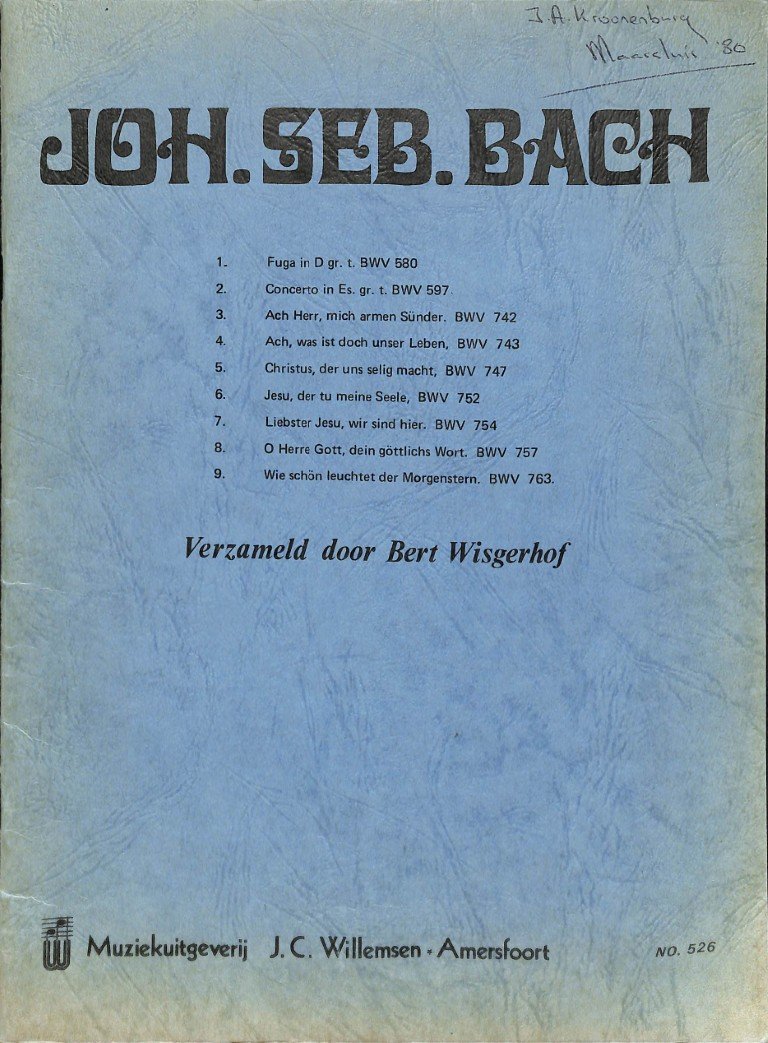 J.A. Kroonenburg
Maassluis '80
JOH. SEB. BACH
1. Fuga in D gr. t. BWV 580
2. Concerto in Es. gr. t. BWV 597.
3. Ach Herr, mich armen Sünder. BWV 742
4. Ach, was ist doch unser Leben, BWV 743
5. Christus, der uns selig macht, BWV 747
6. Jesu, der tu meine Seele, BWV 752
7. Liebster Jesu, wir sind hier. BWV 754
8. O Herre Gott, dein göttlichs Wort. BWV 757
9. Wie schön leuchtet der Morgenstern. BWV 763.
Verzameld door Bert Wisgerhof
W Muziekuitgeverij J. C. Willemsen * Amersfoort NO. 526